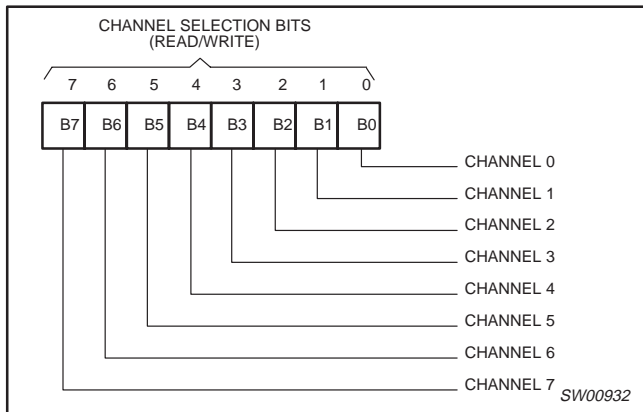 CHANNEL SELECTION BITS
(READ/WRITE)
7 6 5 4 3 2 1 0
B7 B6 B5 B4 B3 B2 B1 B0
CHANNEL 0
CHANNEL 1
CHANNEL 2
CHANNEL 3
CHANNEL 4
CHANNEL 5
CHANNEL 6
CHANNEL 7
SW00932